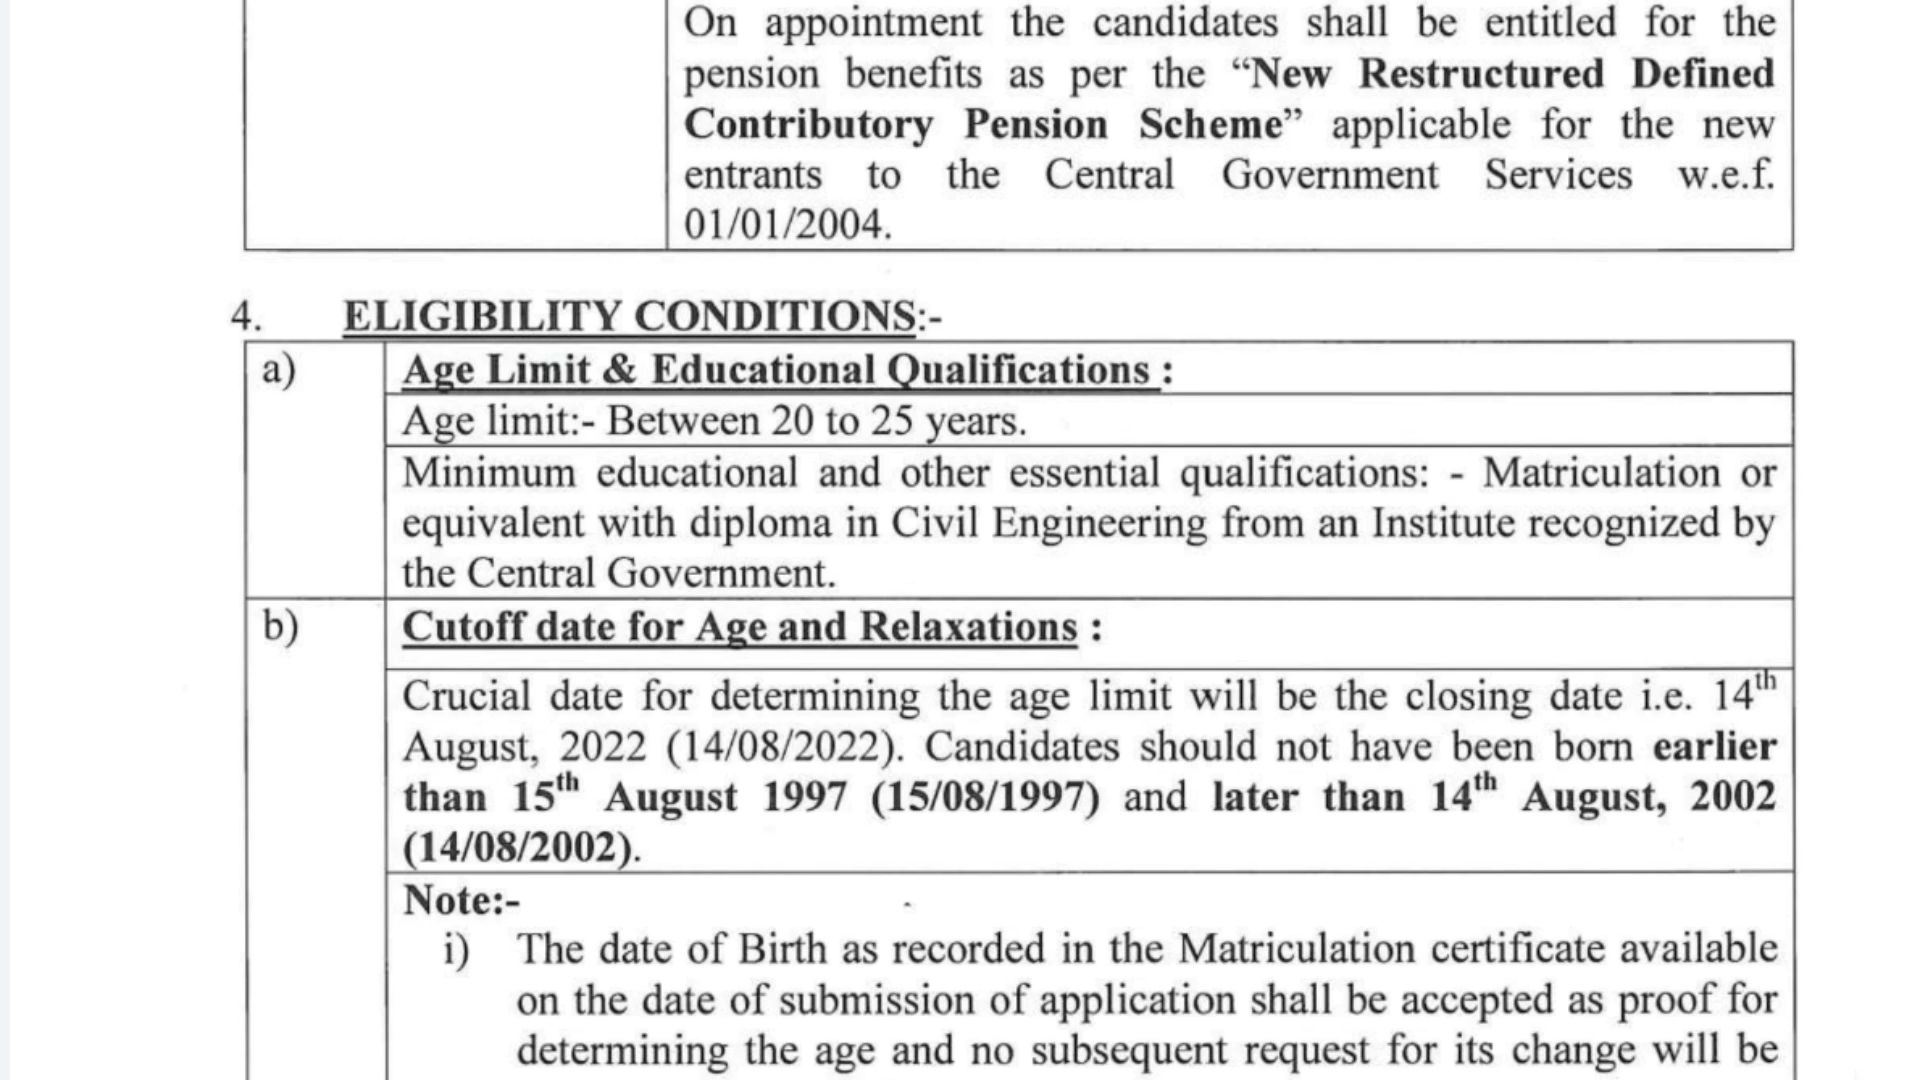 On appointment the candidates shall be entitled for the
pension benefits as per the “New Restructured Defined
Contributory Pension Scheme” applicable for the new
entrants to the Central Government Services w.e.f.
01/01/2004.
4. ELIGIBILITY CONDITIONS:-
a) Age Limit & Educational Qualifications :
Age limit:- Between 20 to 25 years.
Minimum educational and other essential qualifications: - Matriculation or
equivalent with diploma in Civil Engineering from an Institute recognized by
the Central Government.
b) Cutoff date for Age and Relaxations :
Crucial date for determining the age limit will be the closing date i.e. 14th
August, 2022 (14/08/2022). Candidates should not have been born earlier
than 15th August 1997 (15/08/1997) and later than 14th August, 2002
(14/08/2002).
Note:-
i) The date of Birth as recorded in the Matriculation certificate available
on the date of submission of application shall be accepted as proof for
determining the age and no subsequent request for its change will be